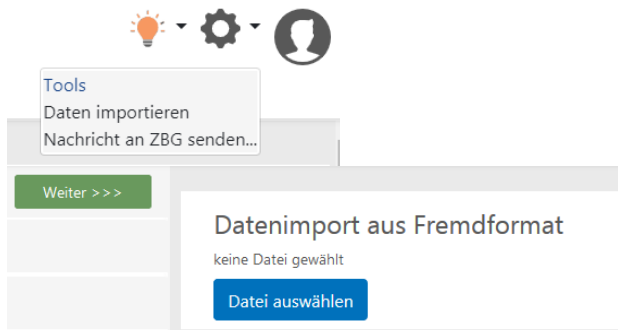 Tools
Daten importieren
Nachricht an ZBG senden...
Weiter >>>
Datenimport aus Fremdformat
keine Datei gewählt
Datei auswählen